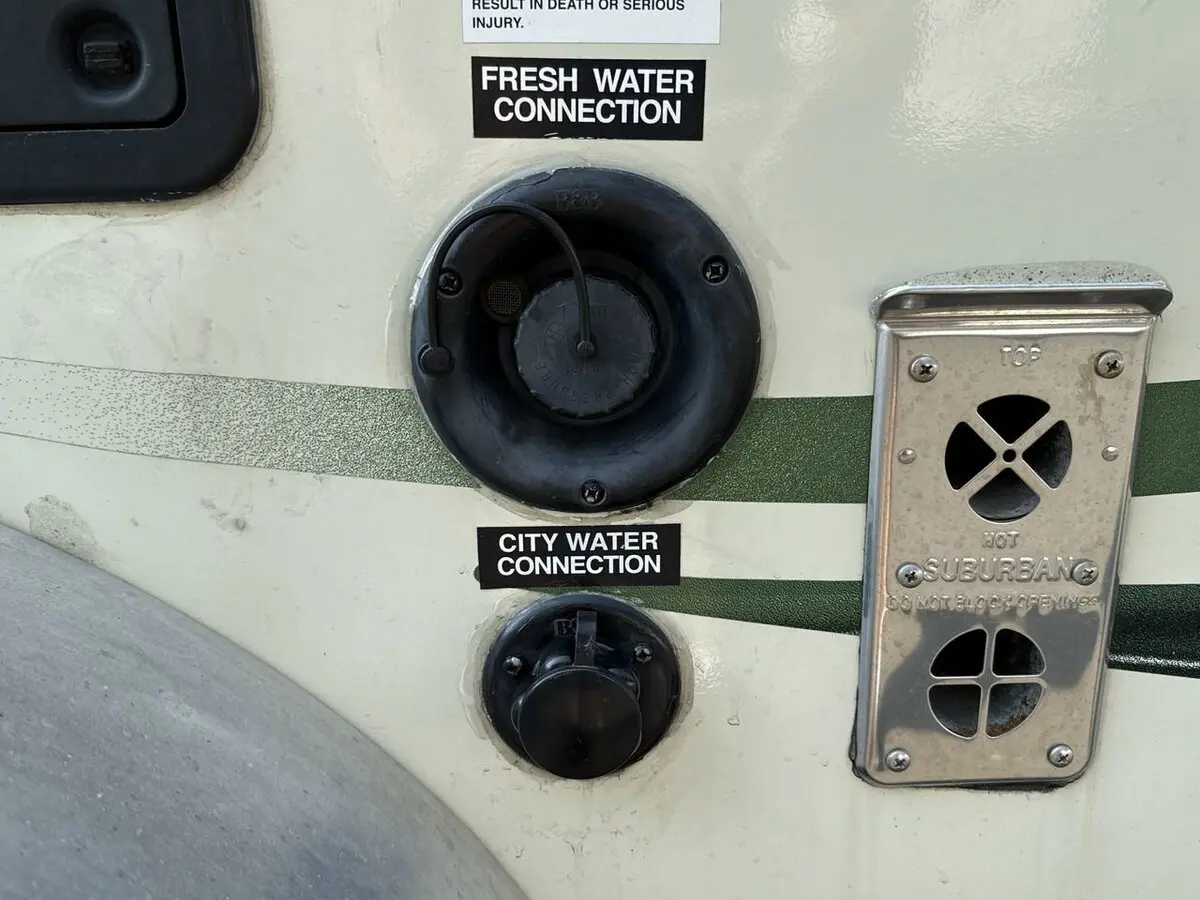 RESULT IN DEATH OR SERIOUS
INJURY.
FRESH WATER
CONNECTION
B&B
TOP
HOT
SUBURBAN
DO NOT BLOCK OPENINGS
CITY WATER
CONNECTION
B&B